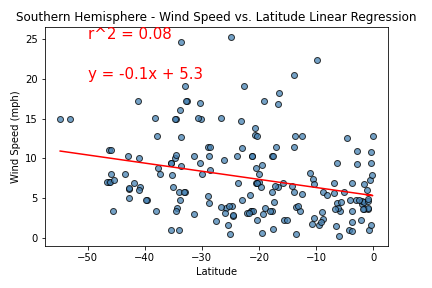 Southern Hemisphere - Wind Speed vs. Latitude Linear Regression
r^2 = 0.08
y = -0.1x + 5.3
Wind Speed (mph)
25
20
15
10
5
0
−50
−40
−30
−20
−10
0
Latitude